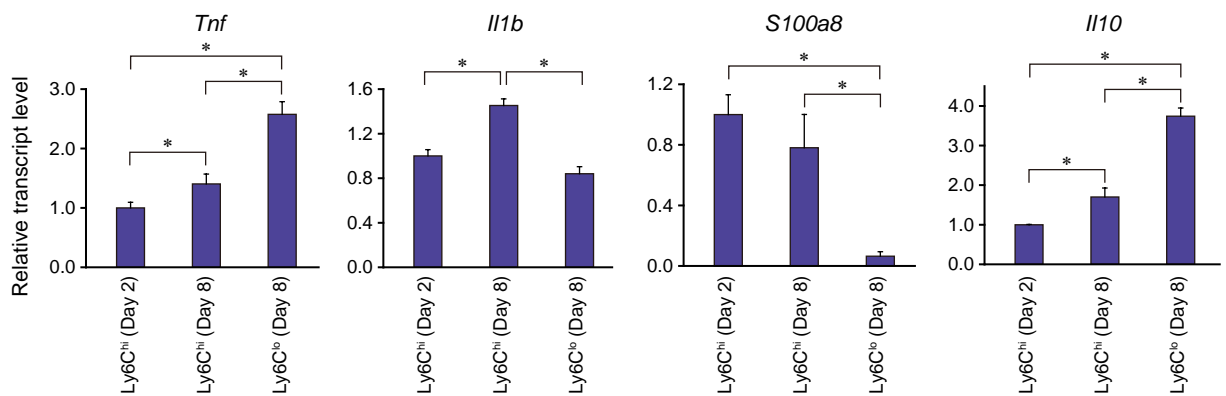 Tnf
Il1b
S100a8
Il10
Relative transcript level
*
*
*
3.0
2.0
1.0
0.0
Ly6Chi (Day 2)
Ly6Chi (Day 8)
Ly6Clo (Day 8)
*
*
1.6
1.2
0.8
0.4
0.0
Ly6Chi (Day 2)
Ly6Chi (Day 8)
Ly6Clo (Day 8)
*
*
1.2
0.8
0.4
0.0
Ly6Chi (Day 2)
Ly6Chi (Day 8)
Ly6Clo (Day 8)
*
*
*
4.0
3.0
2.0
1.0
4.0
Ly6Chi (Day 2)
Ly6Chi (Day 8)
Ly6Clo (Day 8)